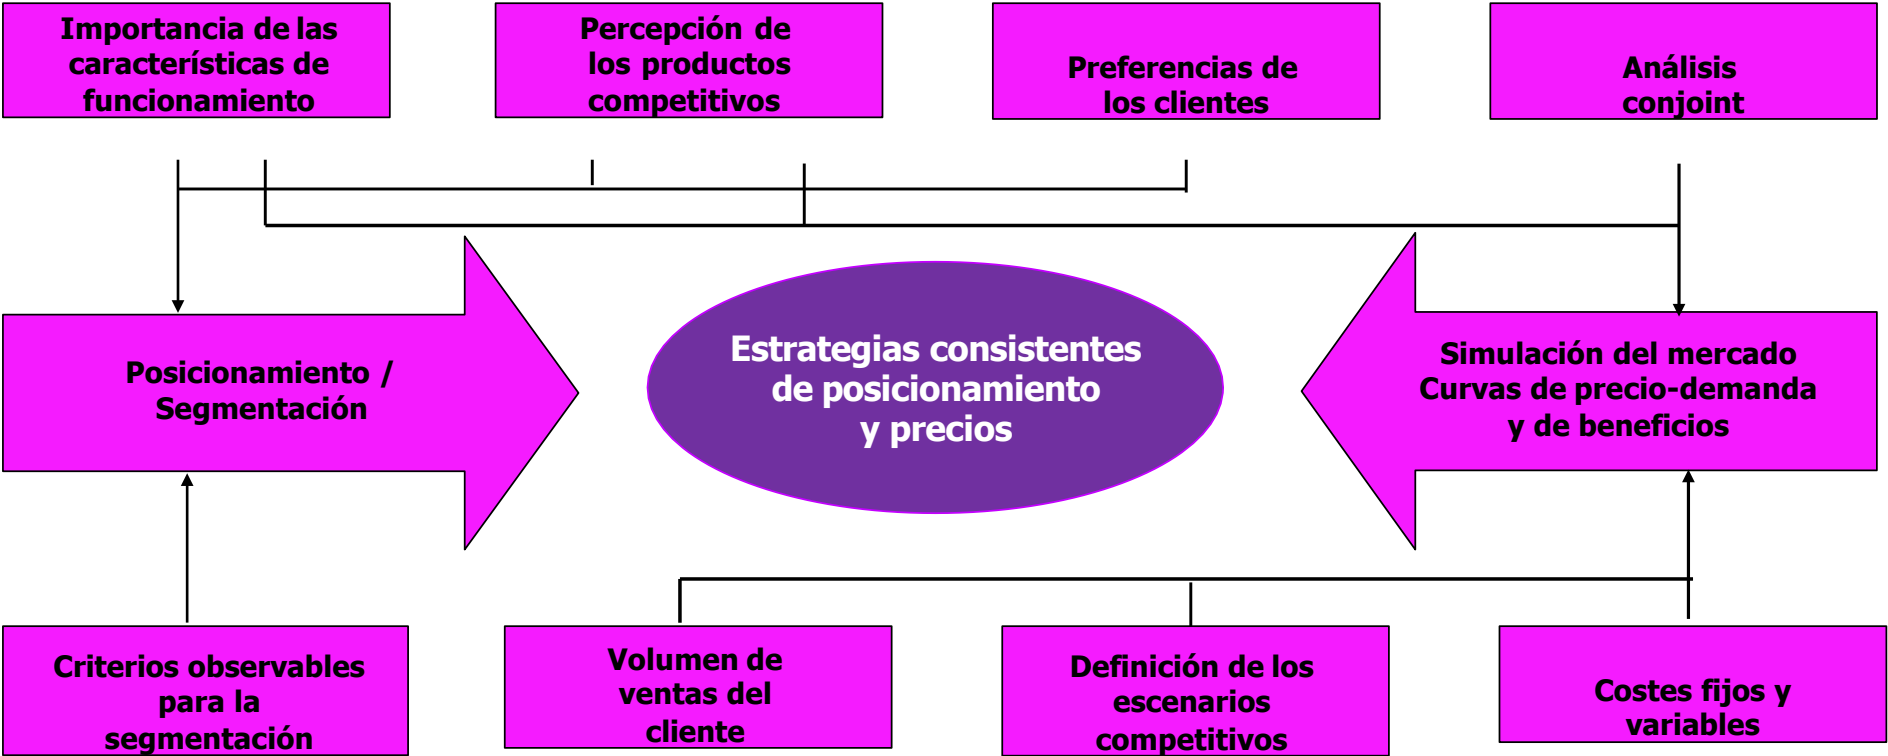 Importancia de las
características de
funcionamiento
Percepción de
los productos
competitivos
Preferencias de
los clientes
Análisis
conjoint
Posicionamiento /
Segmentación
Estrategias consistentes
de posicionamiento
y precios
Simulación del mercado
Curvas de precio-demanda
y de beneficios
Criterios observables
para la
segmentación
Volumen de
ventas del
cliente
Definición de los
escenarios
competitivos
Costes fijos y
variables